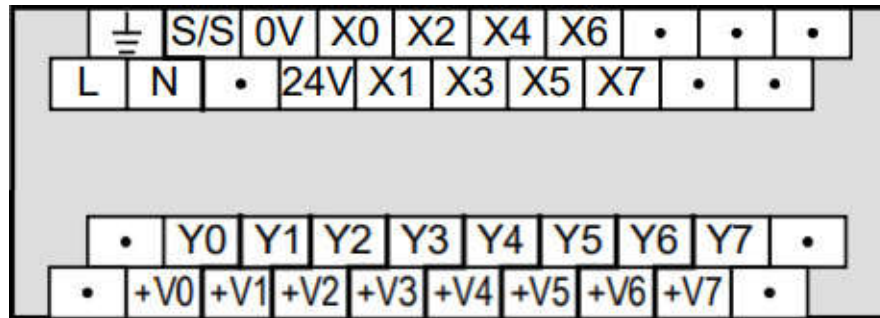 S/S 0V X0 X2 X4 X6 • • •
L N • 24V X1 X3 X5 X7 • •
• Y0 Y1 Y2 Y3 Y4 Y5 Y6 Y7 •
• +V0 +V1 +V2 +V3 +V4 +V5 +V6 +V7 •